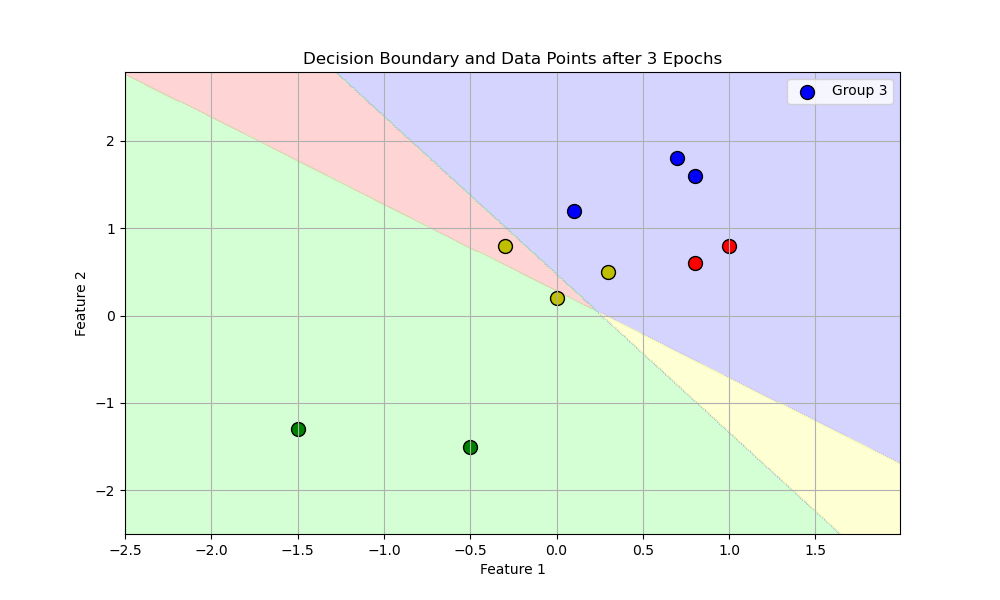 Decision Boundary and Data Points after 3 Epochs
Group 3
Feature 2
2
1
0
−1
−2
−2.5 −2.0 −1.5 −1.0 −0.5 0.0 0.5 1.0 1.5
Feature 1